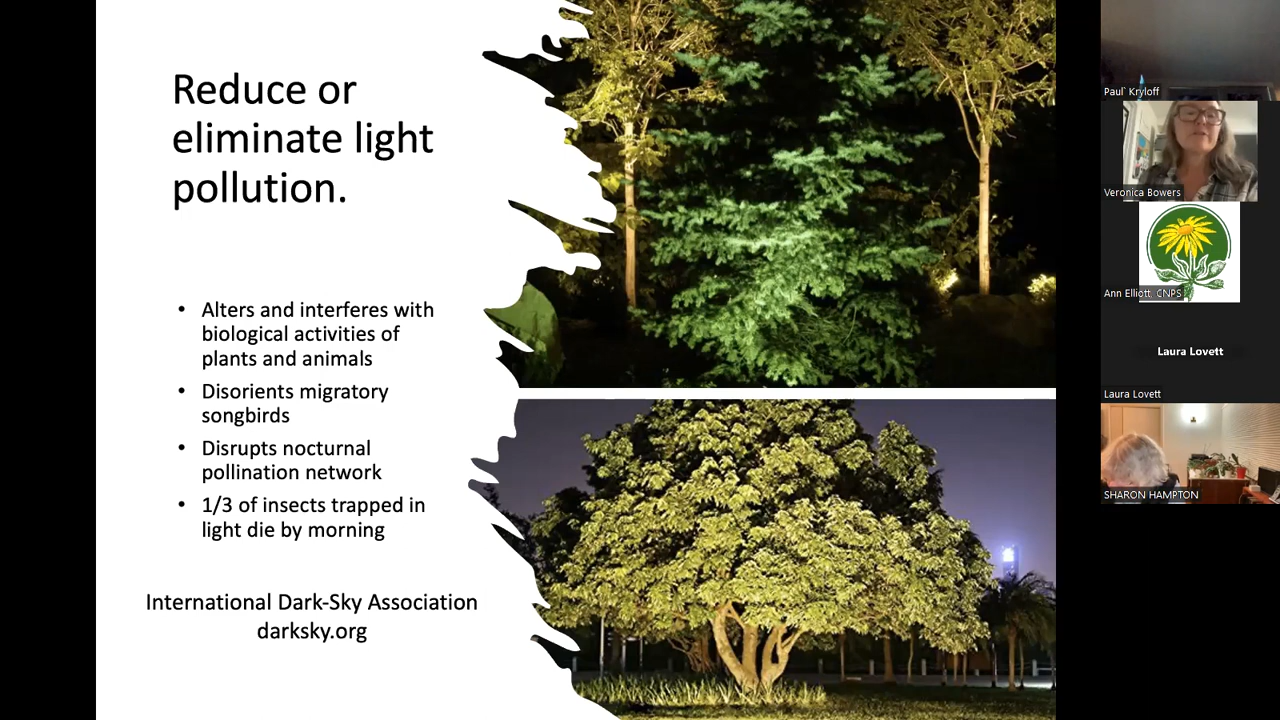 Reduce or
eliminate light
pollution.
• Alters and interferes with
biological activities of
plants and animals
• Disorients migratory
songbirds
• Disrupts nocturnal
pollination network
• 1/3 of insects trapped in
light die by morning
International Dark-Sky Association
darksky.org
Paul` Kryloff
Veronica Bowers
Ann Elliott, CNPS
Laura Lovett
Laura Lovett
SHARON HAMPTON